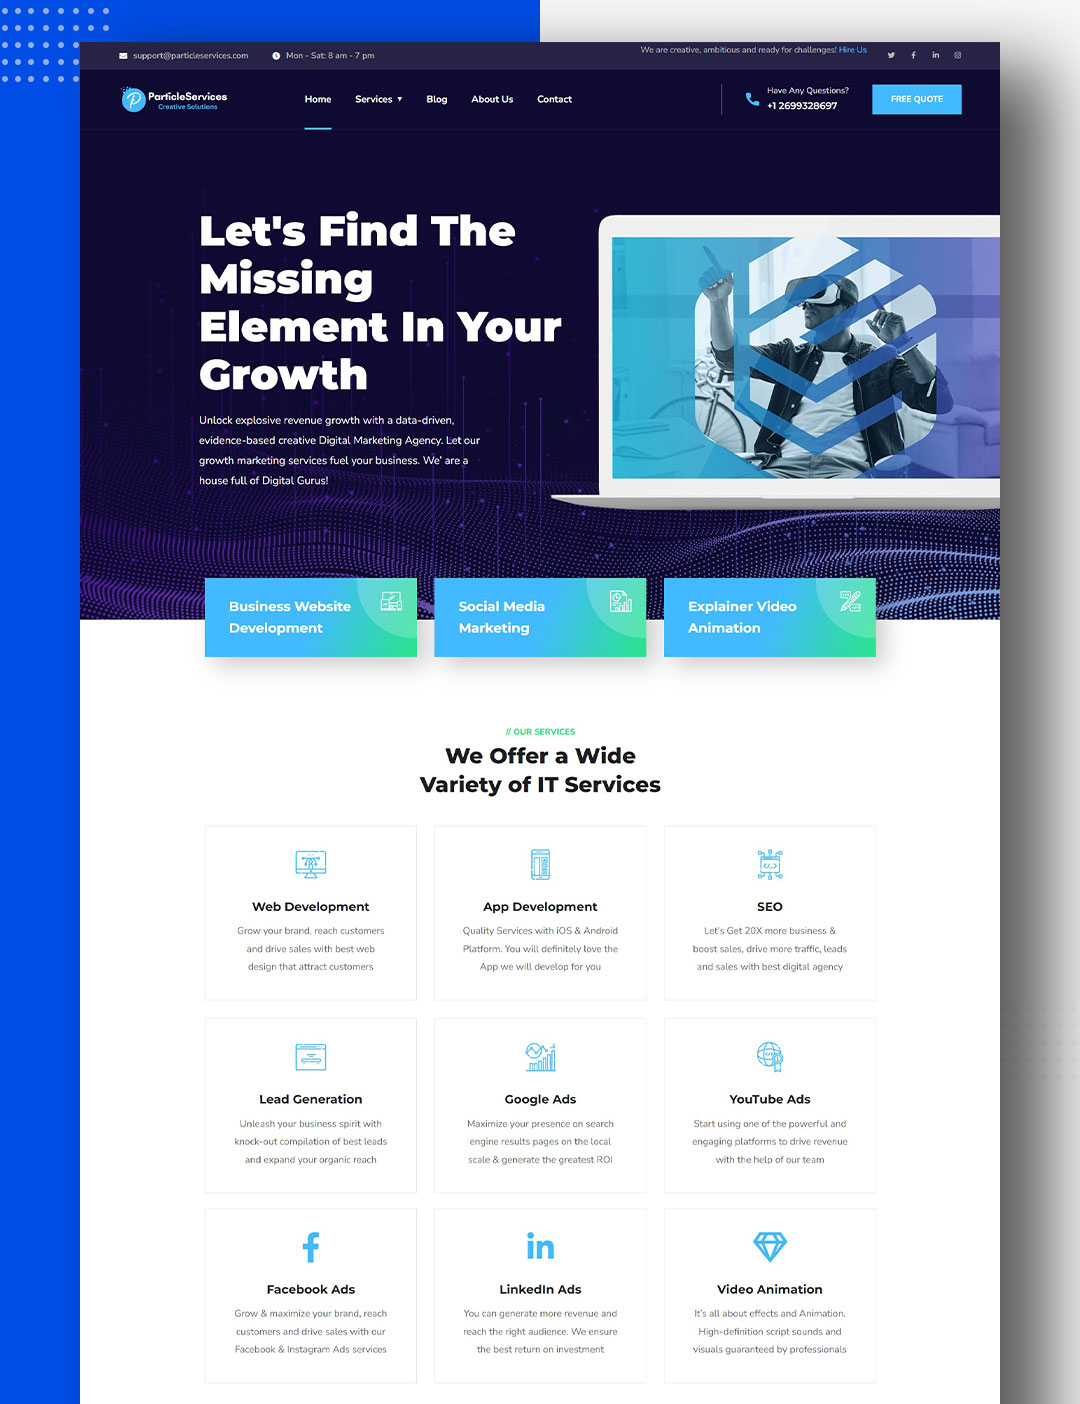 support@particleservices.com
Mon - Sat: 8 am - 7 pm
We are creative, ambitious and ready for challenges! Hire Us
ParticleServices
Creative Solutions
Home
Services
Blog
About Us
Contact
Have Any Questions?
+1 2699328697
FREE QUOTE
Let's Find The
Missing
Element In Your
Growth
Unlock explosive revenue growth with a data-driven,
evidence-based creative Digital Marketing Agency. Let our
growth marketing services fuel your business. We' are a
house full of Digital Gurus!
Business Website
Development
Social Media
Marketing
Explainer Video
Animation
// OUR SERVICES
We Offer a Wide
Variety of IT Services
Web Development
Grow your brand, reach customers
and drive sales with best web
design that attract customers
App Development
Quality Services with iOS & Android
Platform. You will definitely love the
App we will develop for you
SEO
Let's Get 20X more business &
boost sales, drive more traffic, leads
and sales with best digital agency
Lead Generation
Unleash your business spirit with
knock-out compilation of best leads
and expand your organic reach
Google Ads
Maximize your presence on search
engine results pages on the local
scale & generate the greatest ROI
YouTube Ads
Start using one of the powerful and
engaging platforms to drive revenue
with the help of our team
Facebook Ads
Grow & maximize your brand, reach
customers and drive sales with our
Facebook & Instagram Ads services
LinkedIn Ads
You can generate more revenue and
reach the right audience. We ensure
the best return on investment
Video Animation
It's all about effects and Animation.
High-definition script sounds and
visuals guaranteed by professionals